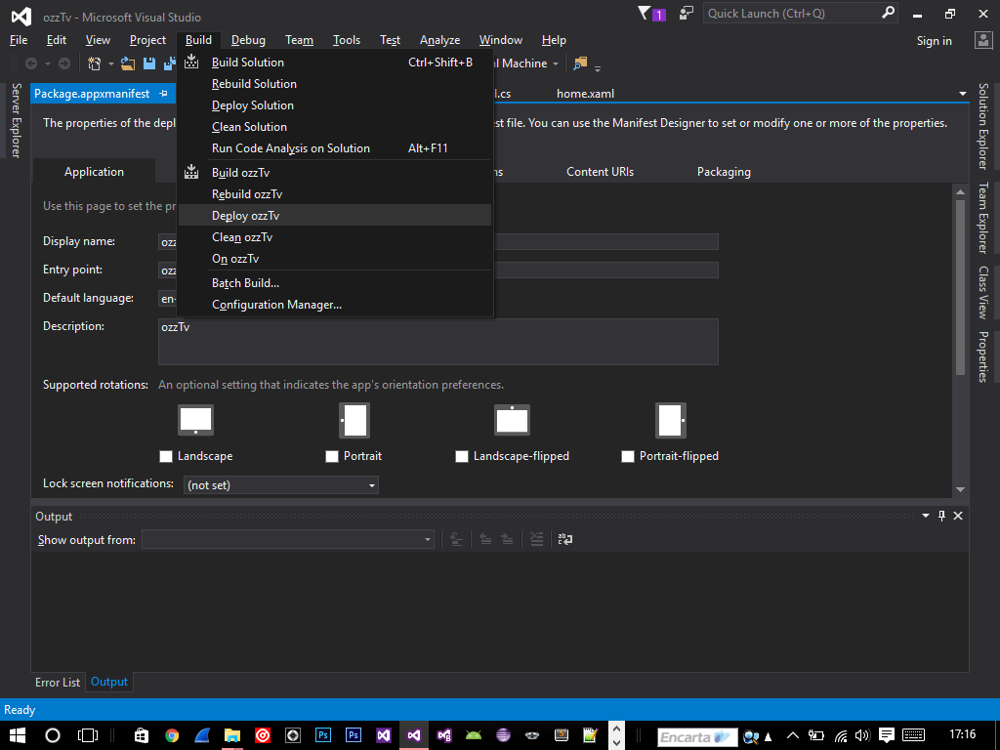 ozzTv - Microsoft Visual Studio
1
Quick Launch (Ctrl+Q)
File Edit View Project Build Debug Team Tools Test Analyze Window Help
Sign in
Build Solution Ctrl+Shift+B
l Machine
Rebuild Solution
Package.appxmanifest
l.cs
home.xaml
Deploy Solution
The properties of the depl
st file. You can use the Manifest Designer to set or modify one or more of the properties.
Clean Solution
Run Code Analysis on Solution Alt+F11
Application
ns
Content URIs
Packaging
Build ozzTv
Rebuild ozzTv
Use this page to set the pr
Deploy ozzTv
Display name:
ozz
Clean ozzTv
On ozzTv
Entry point:
ozz
Batch Build...
Default language:
en-
Configuration Manager...
Description:
ozzTv
Supported rotations: An optional setting that indicates the app's orientation preferences.
Landscape
Portrait
Landscape-flipped
Portrait-flipped
Lock screen notifications:
(not set)
Server Explorer
Solution Explorer
Team Explorer
Class View
Properties
Output
Show output from:
Error List
Output
Ready
Ps
Ps
Encarta
17:16